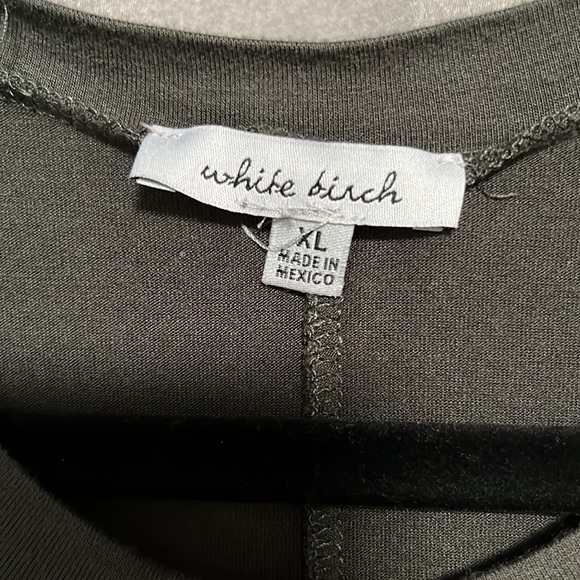 white birch
XL
MADE IN
MEXICO